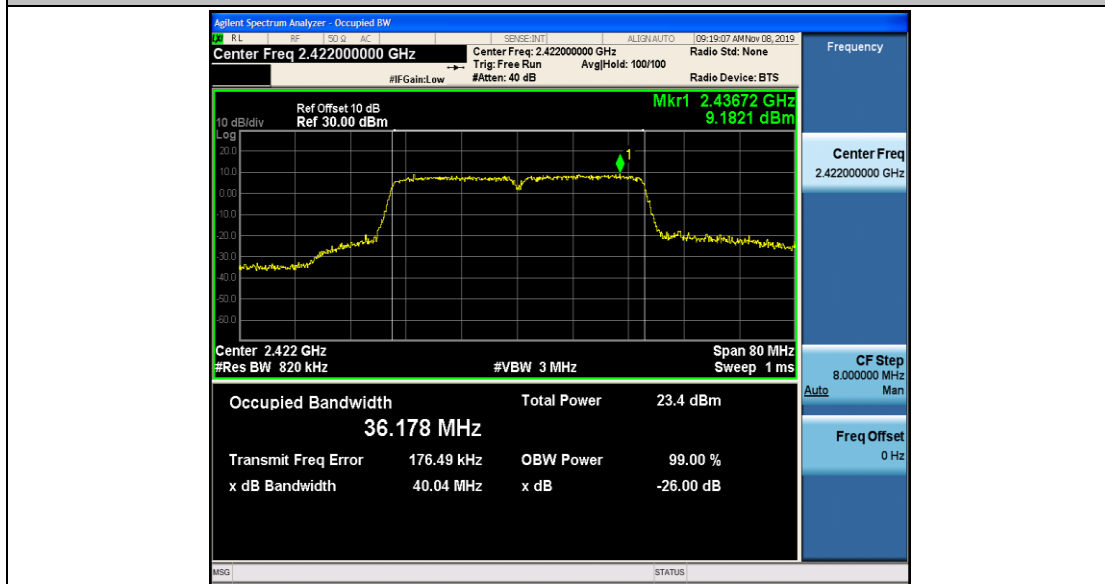 Agilent Spectrum Analyzer - Occupied BW
RL RF 50 Ω AC SENSE:INT ALIGN AUTO 09:19:07 AM Nov 08, 2019
Center Freq 2.422000000 GHz
Center Freq: 2.422000000 GHz
Radio Std: None
Trig: Free Run Avg|Hold: 100/100
#IFGain:Low
#Atten: 40 dB
Radio Device: BTS
Frequency
Ref Offset 10 dB
Mkr1 2.43672 GHz
10 dB/div Ref 30.00 dBm
9.1821 dBm
Log
20.0
1
10.0
0.00
-10.0
-20.0
-30.0
-40.0
-50.0
-60.0
Center Freq
2.422000000 GHz
Center 2.422 GHz Span 80 MHz
#Res BW 820 kHz #VBW 3 MHz Sweep 1 ms
CF Step
8.000000 MHz
Auto Man
Occupied Bandwidth Total Power 23.4 dBm
36.178 MHz
Transmit Freq Error 176.49 kHz OBW Power 99.00 %
x dB Bandwidth 40.04 MHz x dB -26.00 dB
Freq Offset
0 Hz
MSG STATUS